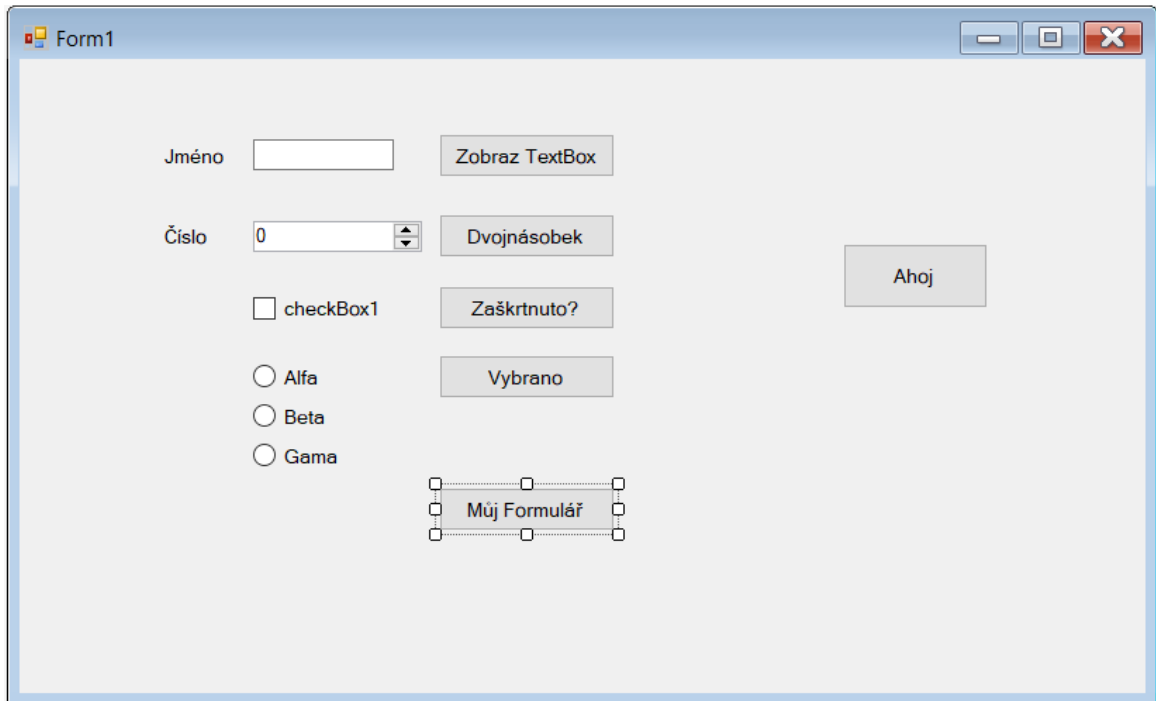 Form1
Jméno
Zobraz TextBox
Číslo
0
Dvojnásobek
Ahoj
checkBox1
Zaškrtnuto?
Alfa
Vybrano
Beta
Gama
Můj Formulář